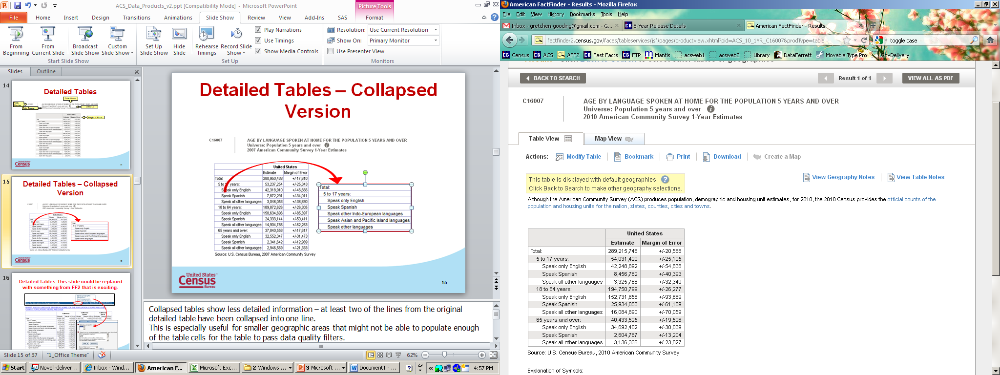 ACS_Data_Products_v2.ppt [Compatibility Mode] - Microsoft PowerPoint
Picture Tools
File Home Insert Design Transitions Animations Slide Show Review View Add-Ins SAS Format
From Beginning
From Current Slide
Broadcast Slide Show
Custom Slide Show
Start Slide Show
Set Up Slide Show
Hide Slide
Rehearse Timings
Record Slide Show
Play Narrations
Use Timings
Show Media Controls
Set Up
Resolution: Use Current Resolution
Show On: Primary Monitor
Use Presenter View
Monitors
Slides Outline
14
Detailed Tables
Table Name
Margin of Error
United States Census Bureau
15
Detailed Tables – Collapsed
Version
United States Census Bureau
16
Detailed Tables-This slide could be replaced
with something from FF2 that is exciting.
Detailed Tables – Collapsed
Version
C16007 AGE BY LANGUAGE SPOKEN AT HOME FOR THE POPULATION 5 YEARS AND OVER
Universe: Population 5 years and over
2007 American Community Survey 1-Year Estimates
United States
Estimate Margin of Error
Total: 280,950,438 +/-17,610
5 to 17 years: 53,237,254 +/-25,343
Speak only English 42,318,910 +/-46,666
Speak Spanish 7,872,291 +/-34,011
Speak all other languages 3,046,053 +/-36,690
18 to 64 years: 189,872,626 +/-26,305
Speak only English 150,634,696 +/-85,397
Speak Spanish 24,333,144 +/-59,411
Speak all other languages 14,904,786 +/-62,263
65 years and over: 37,840,558 +/-17,617
Speak only English 32,552,347 +/-31,473
Speak Spanish 2,341,642 +/-12,989
Speak all other languages 2,946,569 +/-21,333
Source: U.S. Census Bureau, 2007 American Community Survey
Total:
5 to 17 years:
Speak only English
Speak Spanish
Speak other Indo-European languages
Speak Asian and Pacific Island languages
Speak other languages
United States
Census
Bureau
15
Collapsed tables show less detailed information – at least two of the lines from the original
detailed table have been collapsed into one line.
This is especially useful for smaller geographic areas that might not be able to populate enough
of the table cells for the table to pass data quality filters.
Slide 15 of 37 "1_Office Theme" 62%
Start Novell-deliver... Inbox - Wind... American F... Microsoft Exc... 2 Windows ... 3 Microsoft ... Document1 - ... 4:57 PM
American FactFinder - Results - Mozilla Firefox
File Edit View History Bookmarks Tools Help
Inbox - gretchen.gooding@gmail.com - G... 5-Year Release Details American FactFinder - Results
factfinder2.census.gov/faces/tableservices/jsf/pages/productview.xhtml?pid=ACS_10_1YR_C16007&prodType=table toggle case
Census ACS AFF2 Fast Facts FTP Mantis acsweb1 acsweb2 Library DataFerrett Movable Type Pro GovDelivery
BACK TO SEARCH Result 1 of 1 VIEW ALL AS PDF
C16007 AGE BY LANGUAGE SPOKEN AT HOME FOR THE POPULATION 5 YEARS AND OVER
Universe: Population 5 years and over
2010 American Community Survey 1-Year Estimates
Table View Map View
Actions: Modify Table Bookmark Print Download Create a Map
This table is displayed with default geographies.
Click Back to Search to make other geography selections.
View Geography Notes View Table Notes
Although the American Community Survey (ACS) produces population, demographic and housing unit estimates, for 2010, the 2010 Census provides the official counts of the
population and housing units for the nation, states, counties, cities and towns.
United States
Estimate Margin of Error
Total: 289,215,746 +/-20,568
5 to 17 years: 54,031,422 +/-25,125
Speak only English 42,248,892 +/-54,838
Speak Spanish 8,456,762 +/-40,393
Speak all other languages 3,325,768 +/-32,340
18 to 64 years: 194,750,799 +/-26,277
Speak only English 152,731,856 +/-93,689
Speak Spanish 25,934,053 +/-61,189
Speak all other languages 16,084,890 +/-70,059
65 years and over: 40,433,525 +/-19,526
Speak only English 34,692,402 +/-30,039
Speak Spanish 2,604,787 +/-13,204
Speak all other languages 3,136,336 +/-23,027
Source: U.S. Census Bureau, 2010 American Community Survey
Explanation of Symbols: